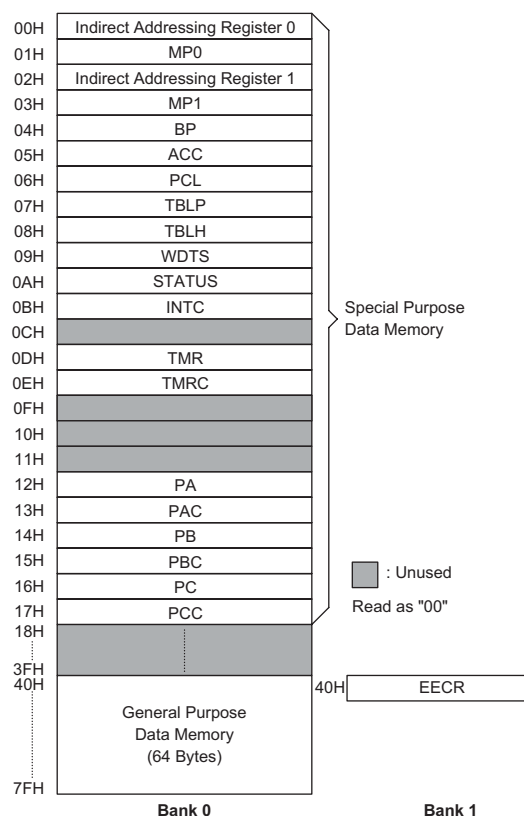 00H Indirect Addressing Register 0
01H MP0
02H Indirect Addressing Register 1
03H MP1
04H BP
05H ACC
06H PCL
07H TBLP
08H TBLH
09H WDTS
0AH STATUS
0BH INTC
Special Purpose
Data Memory
0CH
0DH TMR
0EH TMRC
0FH
10H
11H
12H PA
13H PAC
14H PB
15H PBC
16H PC
17H PCC
: Unused
Read as "00"
18H
3FH
40H
General Purpose
Data Memory
(64 Bytes)
7FH
40H EECR
Bank 0 Bank 1